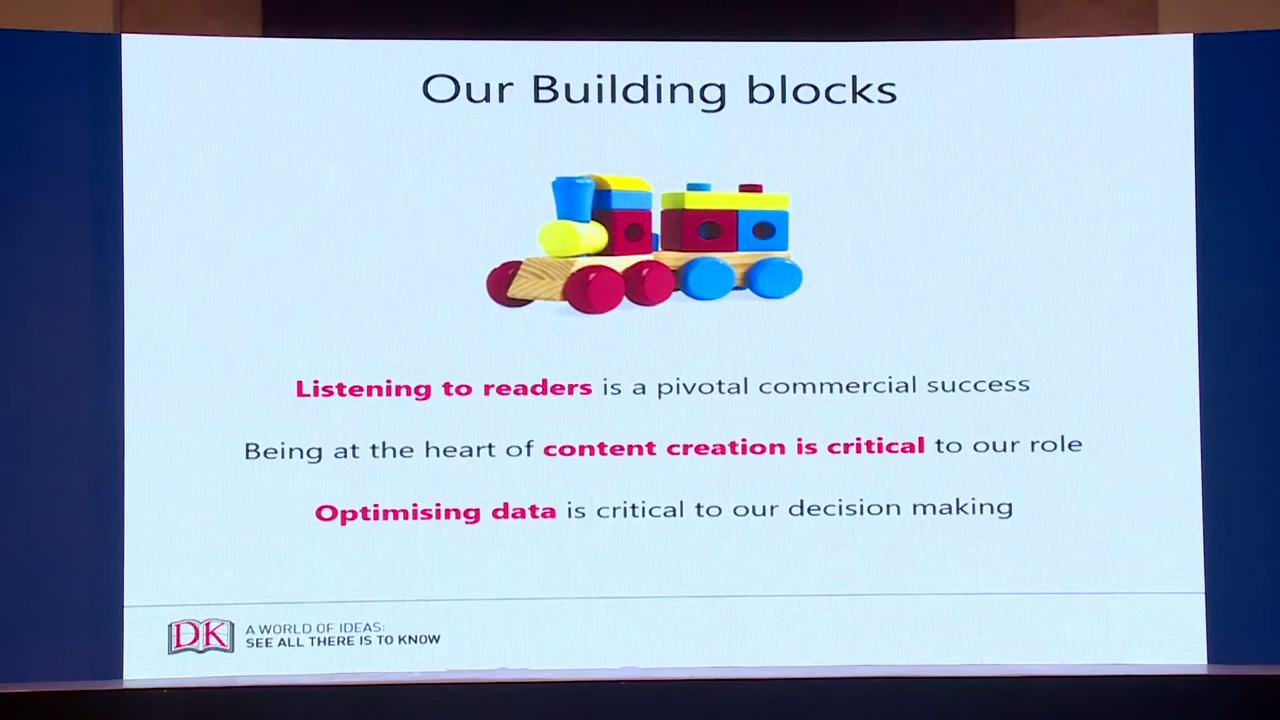 Our Building blocks
Listening to readers is a pivotal commercial success
Being at the heart of content creation is critical to our role
Optimising data is critical to our decision making
DK
A WORLD OF IDEAS:
SEE ALL THERE IS TO KNOW